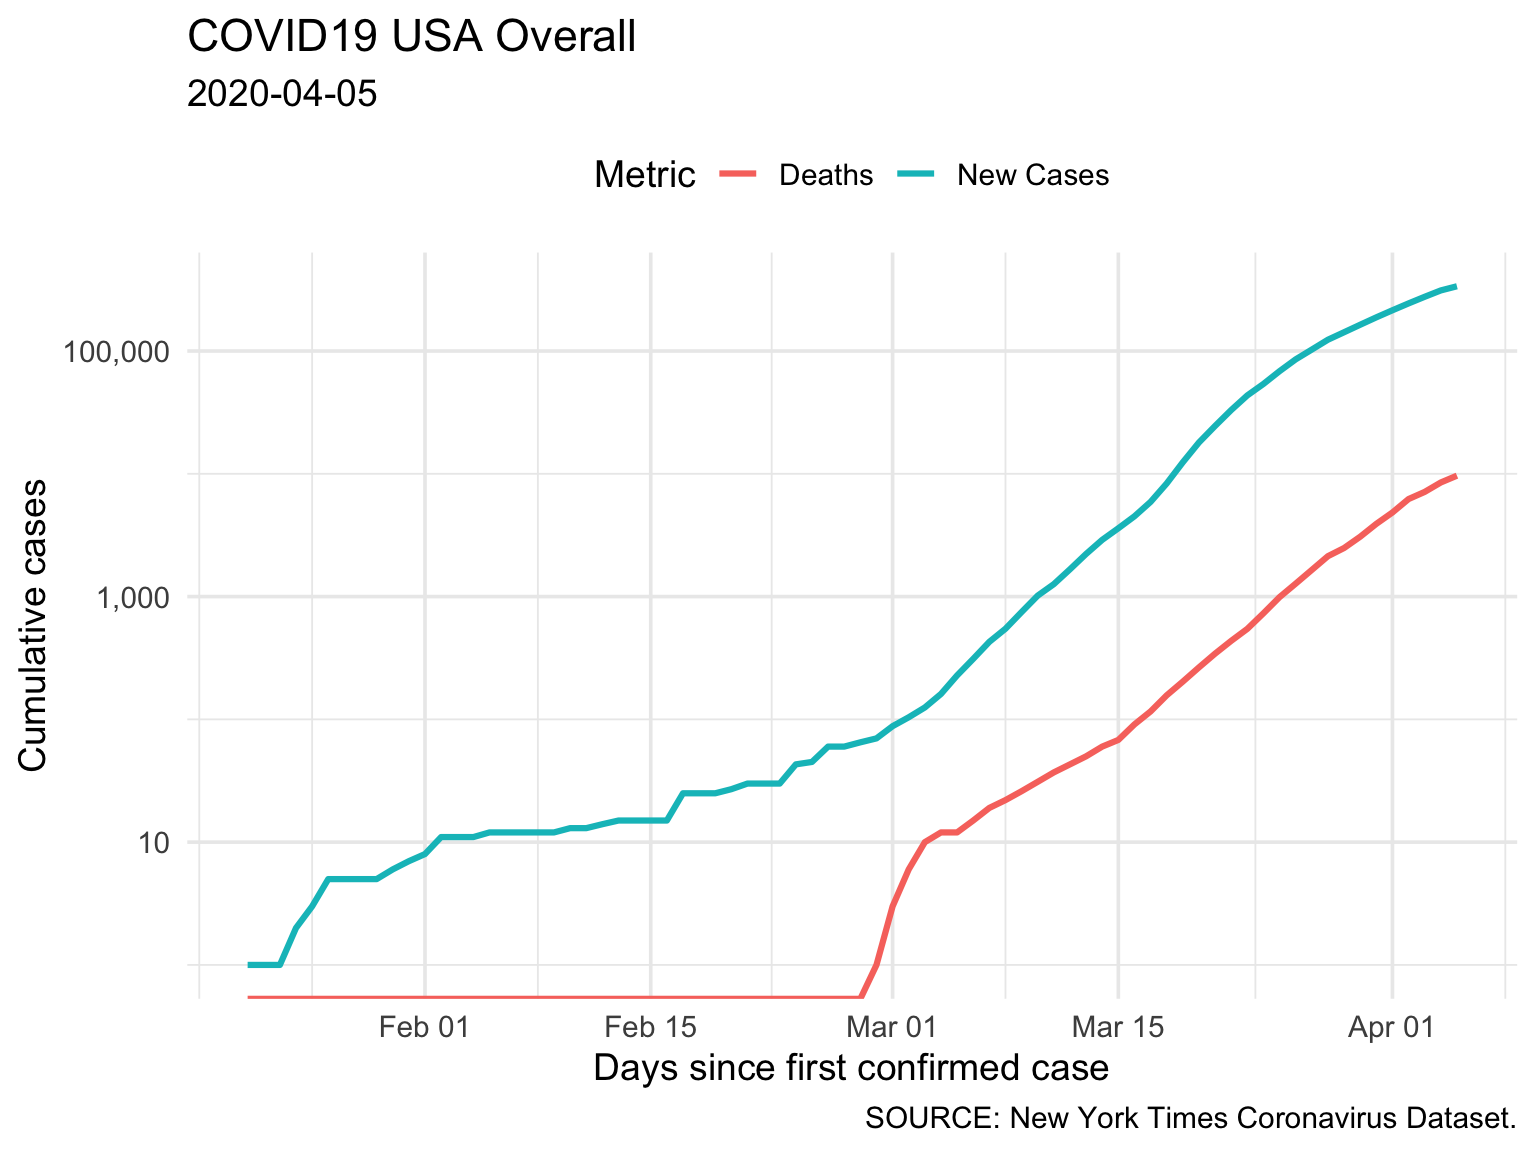 COVID19 USA Overall
2020-04-05
Metric Deaths New Cases
Cumulative cases
100,000
1,000
10
Feb 01 Feb 15 Mar 01 Mar 15 Apr 01
Days since first confirmed case
SOURCE: New York Times Coronavirus Dataset.